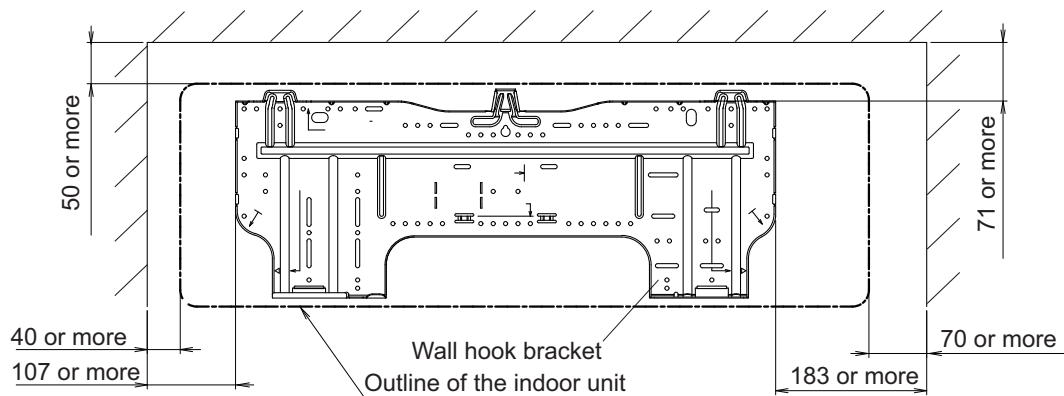 50 or more
71 or more
40 or more
107 or more
Wall hook bracket
Outline of the indoor unit
70 or more
183 or more